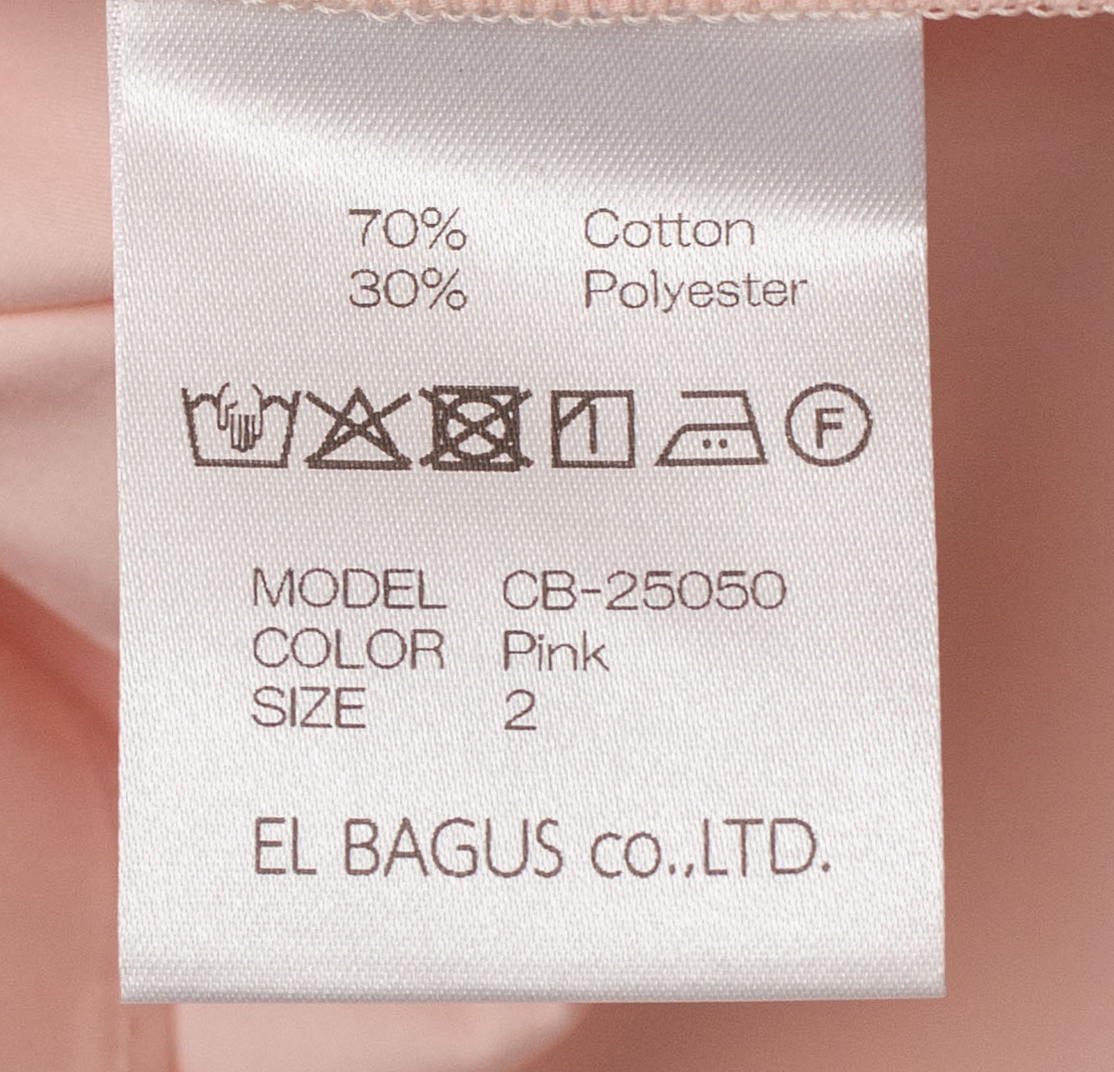 70% Cotton
30% Polyester
F
MODEL CB-25050
COLOR Pink
SIZE 2
EL BAGUS co.,LTD.